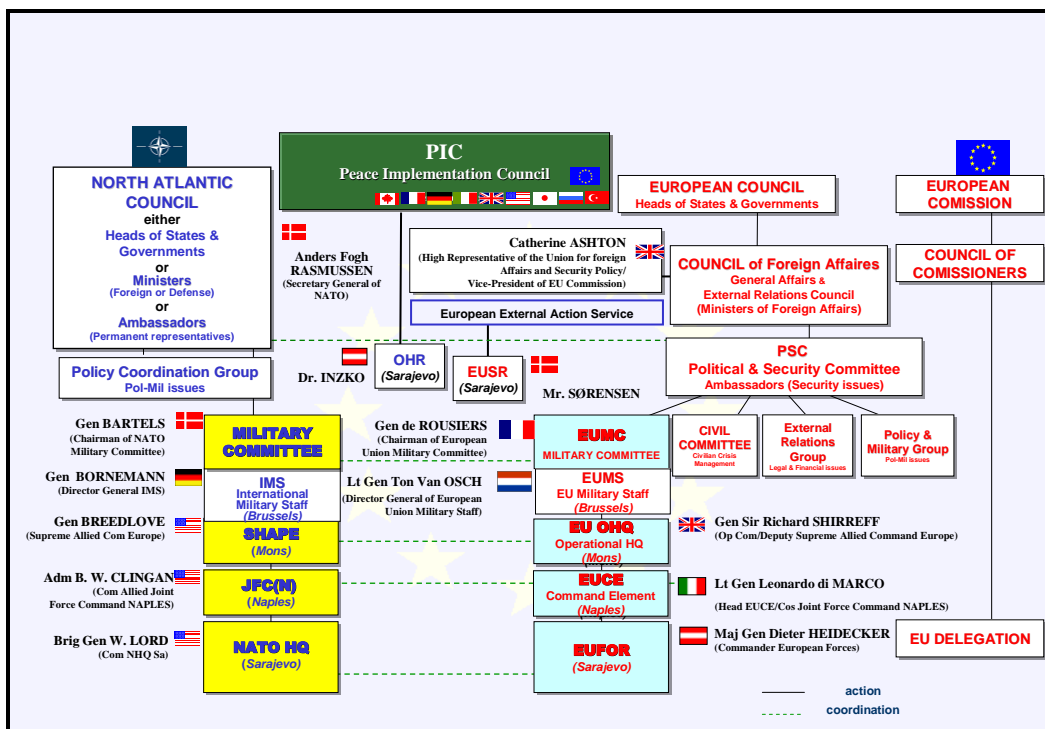 PIC
Peace Implementation Council
NORTH ATLANTIC
COUNCIL
either
Heads of States &
Governments
or
Ministers
(Foreign or Defense)
or
Ambassadors
(Permanent representatives)
Policy Coordination Group
Pol-Mil issues
Anders Fogh
RASMUSSEN
(Secretary General of
NATO)
Catherine ASHTON
(High Representative of the Union for foreign
Affairs and Security Policy/
Vice-President of EU Commission)
European External Action Service
EUROPEAN COUNCIL
Heads of States & Governments
COUNCIL of Foreign Affaires
General Affairs &
External Relations Council
(Ministers of Foreign Affairs)
EUROPEAN
COMISSION
COUNCIL OF
COMISSIONERS
Dr. INZKO
OHR
(Sarajevo)
EUSR
(Sarajevo)
Mr. SØRENSEN
PSC
Political & Security Committee
Ambassadors (Security issues)
Gen BARTELS
(Chairman of NATO
Military Committee)
MILITARY
COMMITTEE
Gen de ROUSIERS
(Chairman of European
Union Military Committee)
EUMC
MILITARY COMMITTEE
CIVIL
COMMITTEE
Civilian Crisis
Management
External
Relations
Group
Legal & Financial issues
Policy &
Military Group
Pol-Mil issues
Gen BORNEMANN
(Director General IMS)
IMS
International
Military Staff
(Brussels)
Lt Gen Ton Van OSCH
(Director General of European
Union Military Staff)
EUMS
EU Military Staff
(Brussels)
Gen BREEDLOVE
(Supreme Allied Com Europe)
SHAPE
(Mons)
EU OHQ
Operational HQ
(Mons)
Gen Sir Richard SHIRREFF
(Op Com/Deputy Supreme Allied Command Europe)
Adm B. W. CLINGAN
(Com Allied Joint
Force Command NAPLES)
JFC(N)
(Naples)
EUCE
Command Element
(Naples)
Lt Gen Leonardo di MARCO
(Head EUCE/Cos Joint Force Command NAPLES)
Brig Gen W. LORD
(Com NHQ Sa)
NATO HQ
(Sarajevo)
EUFOR
(Sarajevo)
Maj Gen Dieter HEIDECKER
(Commander European Forces)
EU DELEGATION
action
coordination